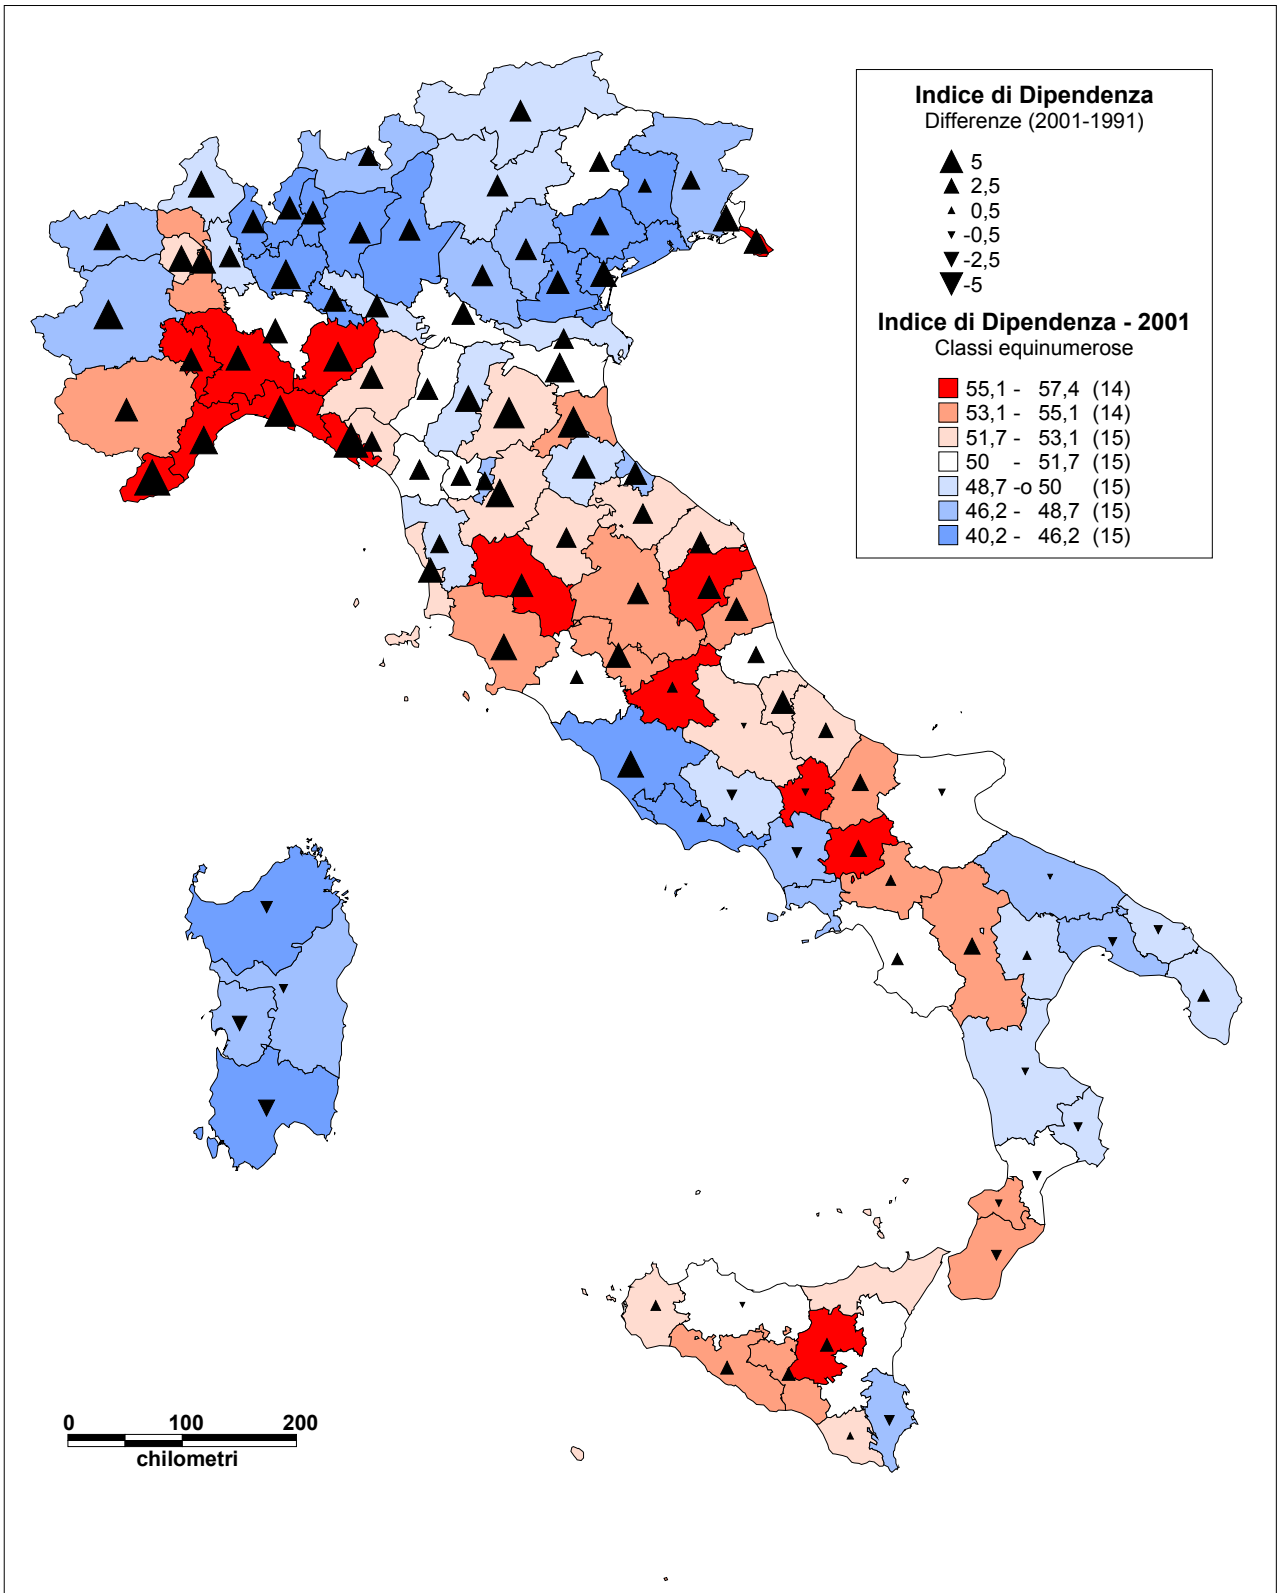 Indice di Dipendenza
Differenze (2001-1991)
5
2,5
0,5
-0,5
-2,5
-5
Indice di Dipendenza - 2001
Classi equinumerose
55,1 - 57,4 (14)
53,1 - 55,1 (14)
51,7 - 53,1 (15)
50 - 51,7 (15)
48,7 -o 50 (15)
46,2 - 48,7 (15)
40,2 - 46,2 (15)
0 100 200
chilometri